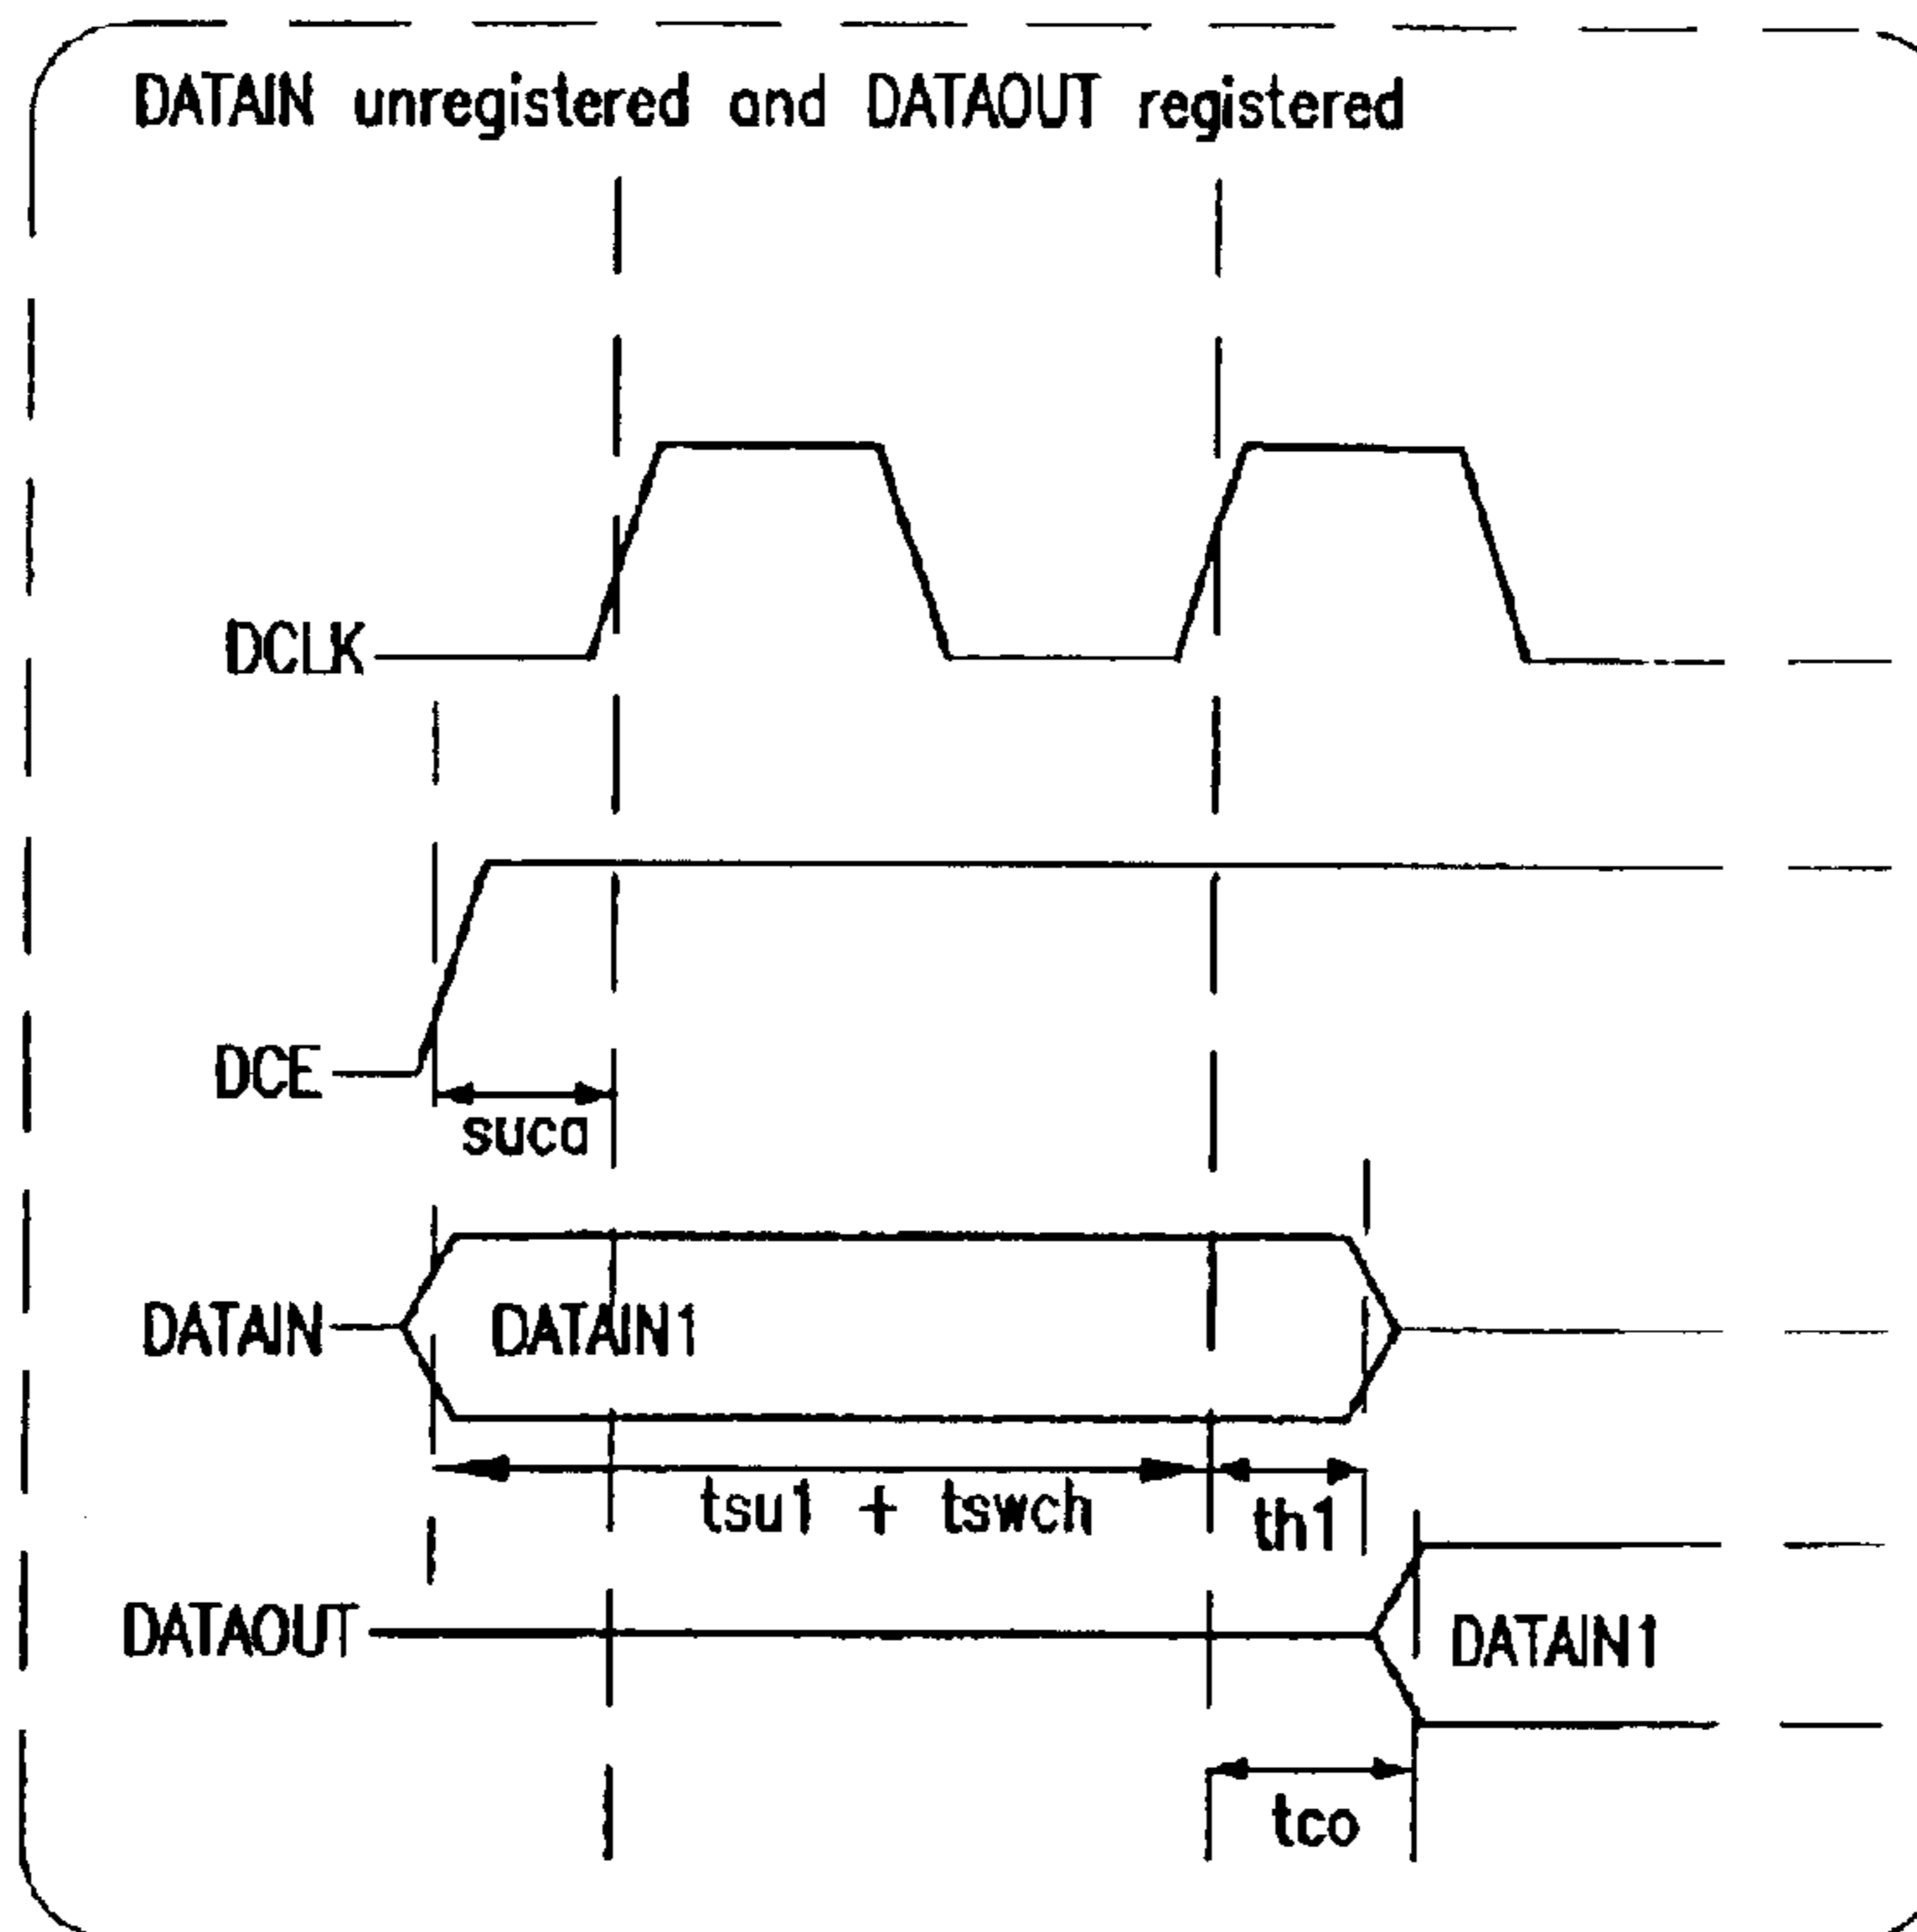 DATAIN unregistered and DATAOUT registered
DCLK
DCE
suca
DATAIN
DATAIN1
tsu1 + tswch
th1
DATAOUT
DATAIN1
tco